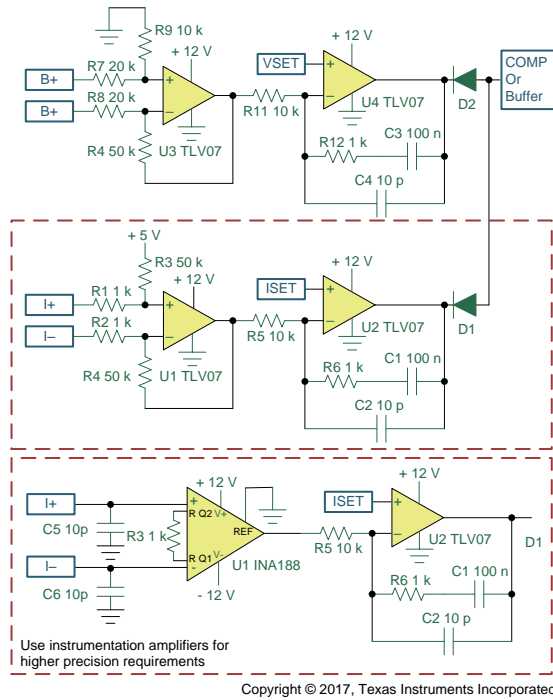 R9 10 k
+ 12 V
VSET
+ 12 V
COMP
Or
Buffer
B+
R7 20 k
+
+
B+
R8 20 k
−
R11 10 k
−
U4 TLV07
D2
R4 50 k
U3 TLV07
R12 1 k
C3 100 n
C4 10 p
+ 5 V
R3 50 k
+ 12 V
+ 12 V
ISET
+
I+
R1 1 k
+
I−
R2 1 k
−
R5 10 k
−
U2 TLV07
D1
R4 50 k
U1 TLV07
R6 1 k
C1 100 n
C2 10 p
+ 12 V
+ 12 V
I+
+
R Q2
V+
ISET
+
C5 10p
R3 1 k
REF
R5 10 k
−
U2 TLV07
D1
I−
R Q1
V-
-
U1 INA188
C6 10p
- 12 V
R6 1 k
C1 100 n
C2 10 p
Use instrumentation amplifiers for
higher precision requirements
Copyright © 2017, Texas Instruments Incorporated